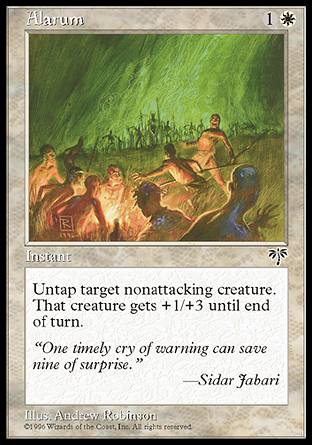 Alarum 1
Instant
Untap target nonattacking creature.
That creature gets +1/+3 until end
of turn.
“One timely cry of warning can save
nine of surprise.”
—Sidar Jabari
Illus. Andrew Robinson
©1996 Wizards of the Coast, Inc. All rights reserved.